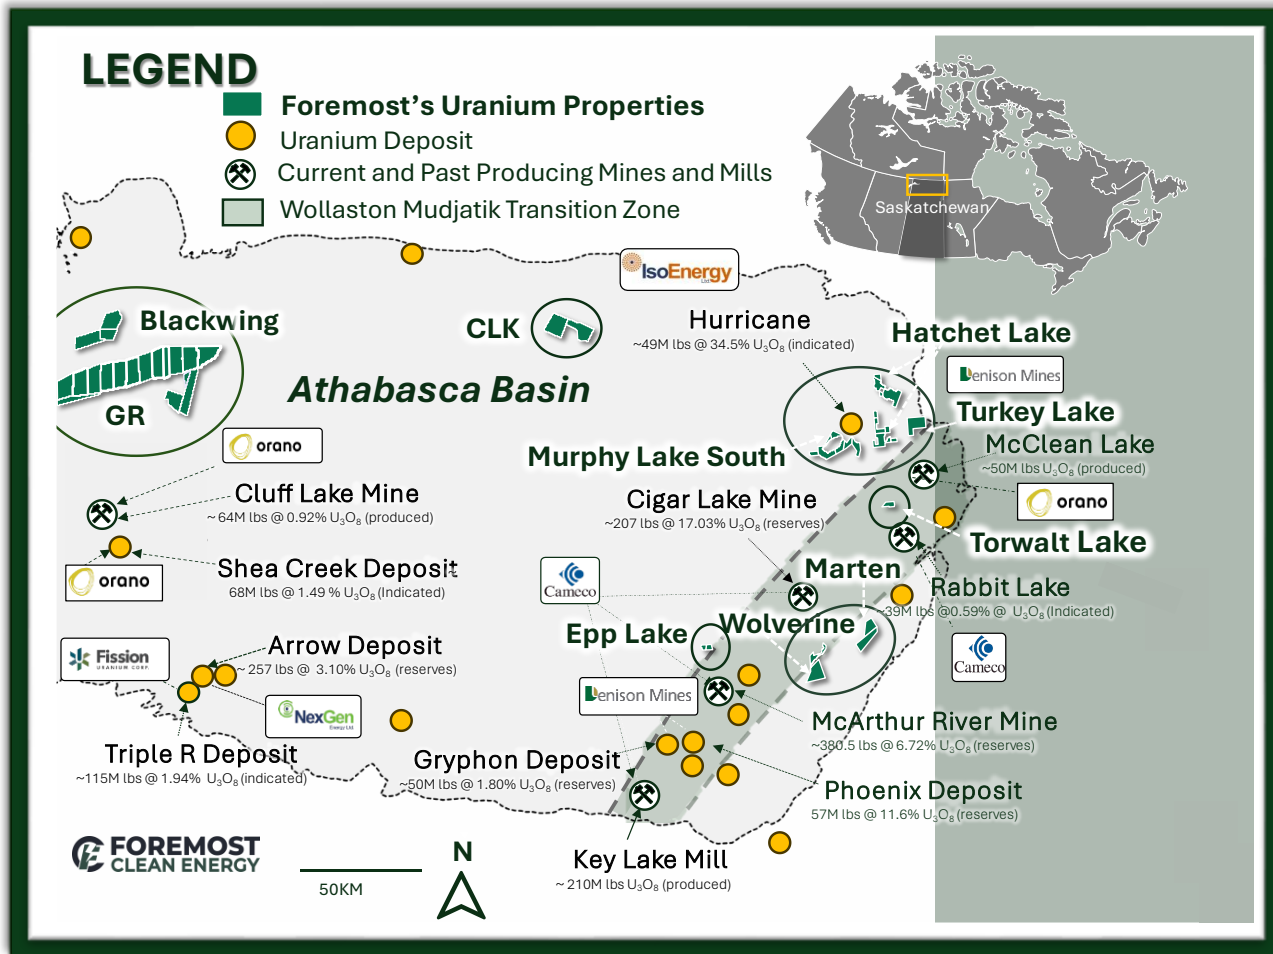 LEGEND
Foremost's Uranium Properties
Uranium Deposit
Current and Past Producing Mines and Mills
Wollaston Mudjatik Transition Zone
Saskatchewan
IsoEnergy
Ltd.
Blackwing
CLK
Hurricane
~49M lbs @ 34.5% U₃O₈ (indicated)
Hatchet Lake
Denison Mines
Athabasca Basin
GR
Turkey Lake
orano
McClean Lake
~50M lbs U₃O₈ (produced)
Murphy Lake South
Cluff Lake Mine
~ 64M lbs @ 0.92% U₃O₈ (produced)
Cigar Lake Mine
~207 lbs @ 17.03% U₃O₈ (reserves)
orano
Torwalt Lake
Shea Creek Deposit
68M lbs @ 1.49 % U₃O₈ (Indicated)
orano
Cameco
Marten
Rabbit Lake
~39M lbs @0.59% @ U₃O₈ (Indicated)
Epp Lake
Wolverine
Cameco
Fission
URANIUM CORP.
Arrow Deposit
~ 257 lbs @ 3.10% U₃O₈ (reserves)
Denison Mines
NexGen
Energy Ltd.
McArthur River Mine
~380.5 lbs @ 6.72% U₃O₈ (reserves)
Triple R Deposit
~115M lbs @ 1.94% U₃O₈ (indicated)
Gryphon Deposit
~50M lbs @ 1.80% U₃O₈ (reserves)
Phoenix Deposit
57M lbs @ 11.6% U₃O₈ (reserves)
FOREMOST
CLEAN ENERGY
50KM
N
Key Lake Mill
~ 210M lbs U₃O₈ (produced)